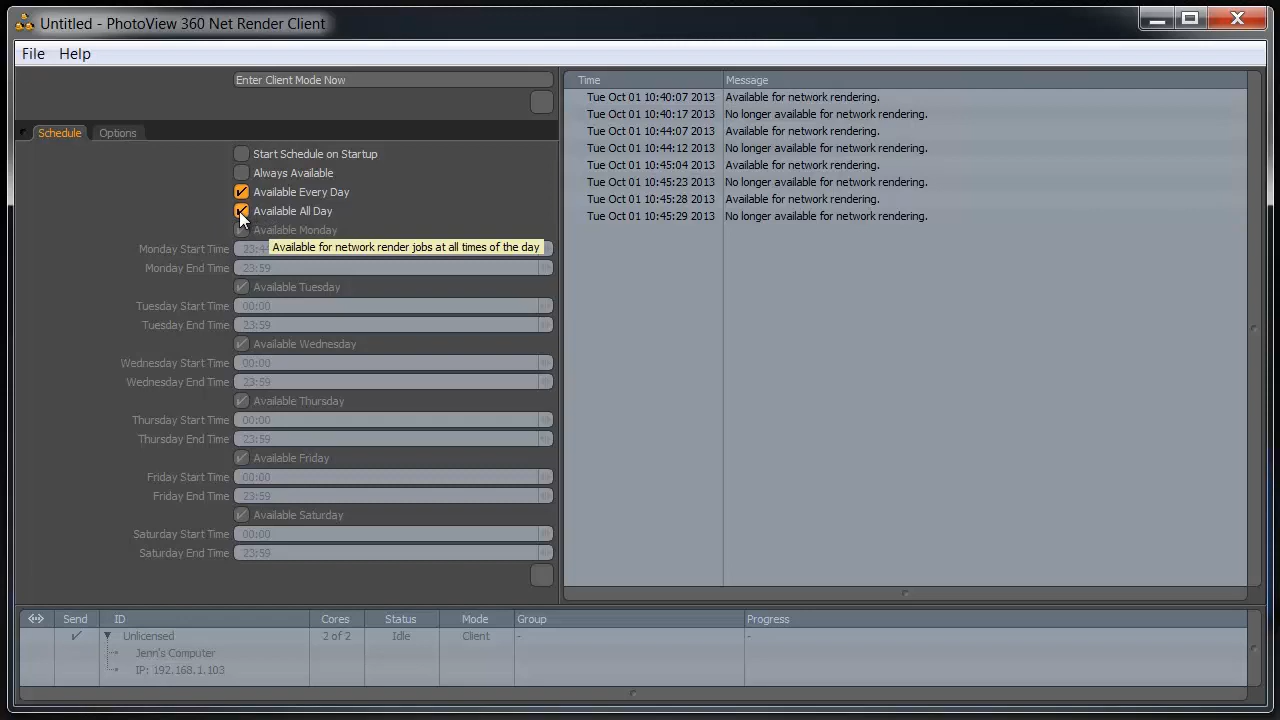 Untitled - PhotoView 360 Net Render Client
File Help
Enter Client Mode Now
Schedule Options
Start Schedule on Startup
Always Available
Available Every Day
Available All Day
Available Monday
Available for network render jobs at all times of the day
Monday Start Time
Monday End Time 23:59
Available Tuesday
Tuesday Start Time 00:00
Tuesday End Time 23:59
Available Wednesday
Wednesday Start Time 00:00
Wednesday End Time 23:59
Available Thursday
Thursday Start Time 00:00
Thursday End Time 23:59
Available Friday
Friday Start Time 00:00
Friday End Time 23:59
Available Saturday
Saturday Start Time 00:00
Saturday End Time 23:59
Time Message
Tue Oct 01 10:40:07 2013 Available for network rendering.
Tue Oct 01 10:40:17 2013 No longer available for network rendering.
Tue Oct 01 10:44:07 2013 Available for network rendering.
Tue Oct 01 10:44:12 2013 No longer available for network rendering.
Tue Oct 01 10:45:04 2013 Available for network rendering.
Tue Oct 01 10:45:23 2013 No longer available for network rendering.
Tue Oct 01 10:45:28 2013 Available for network rendering.
Tue Oct 01 10:45:29 2013 No longer available for network rendering.
Send ID Cores Status Mode Group Progress
Unlicensed 2 of 2 Idle Client - -
Jenn's Computer
IP: 192.168.1.103